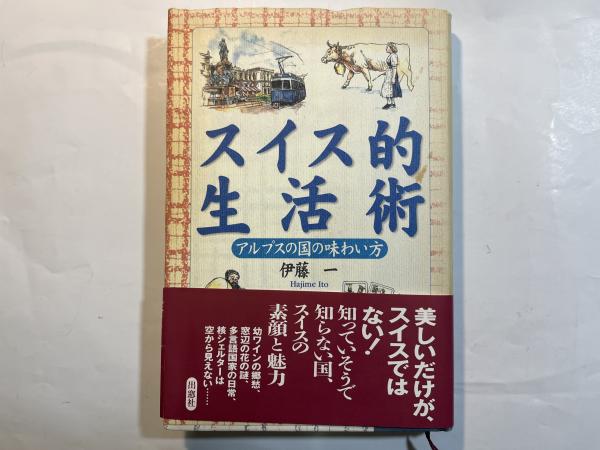 スイス的
生活術
アルプスの国の味わい方
伊藤 一
Hajime Ito
美しいだけが、
スイスでは
ない!
知っていそうで
知らない国、
スイスの
素顔と魅力
幼ワインの郷愁、
窓辺の花の謎、
多言語国家の日常、
核シェルターは
空から見えない……
出窓社